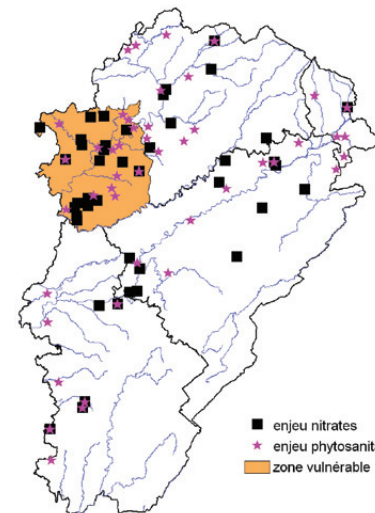 enjeu nitrates
enjeu phytosanit
zone vulnérable